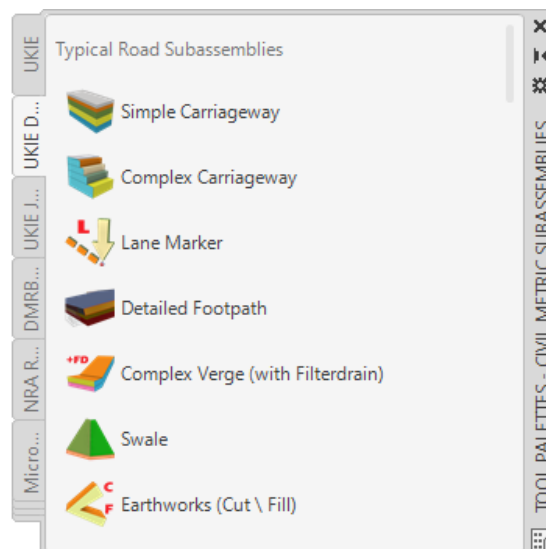 UKIE
UKIE D...
UKIE J...
DMRB...
NRA R...
Micro...
Typical Road Subassemblies
Simple Carriageway
Complex Carriageway
L
Lane Marker
Detailed Footpath
+FD
Complex Verge (with Filterdrain)
Swale
C
F
Earthworks (Cut \ Fill)
TOOL PALETTES - CIVIL METRIC SUBASSEMBLIES